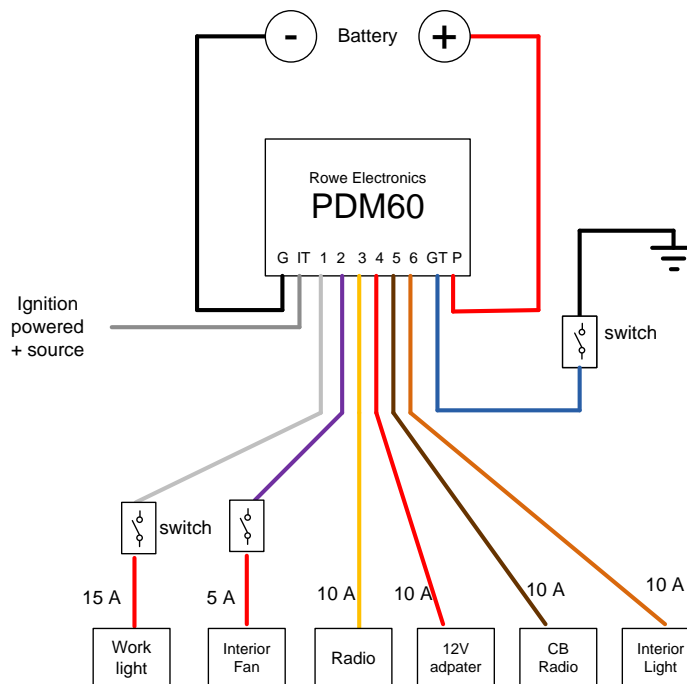 - Battery +
Rowe Electronics
PDM60
G IT 1 2 3 4 5 6 GT P
Ignition
powered
+ source
switch
switch
15 A
5 A
10 A
10 A
10 A
10 A
Work
light
Interior
Fan
Radio
12V
adpater
CB
Radio
Interior
Light